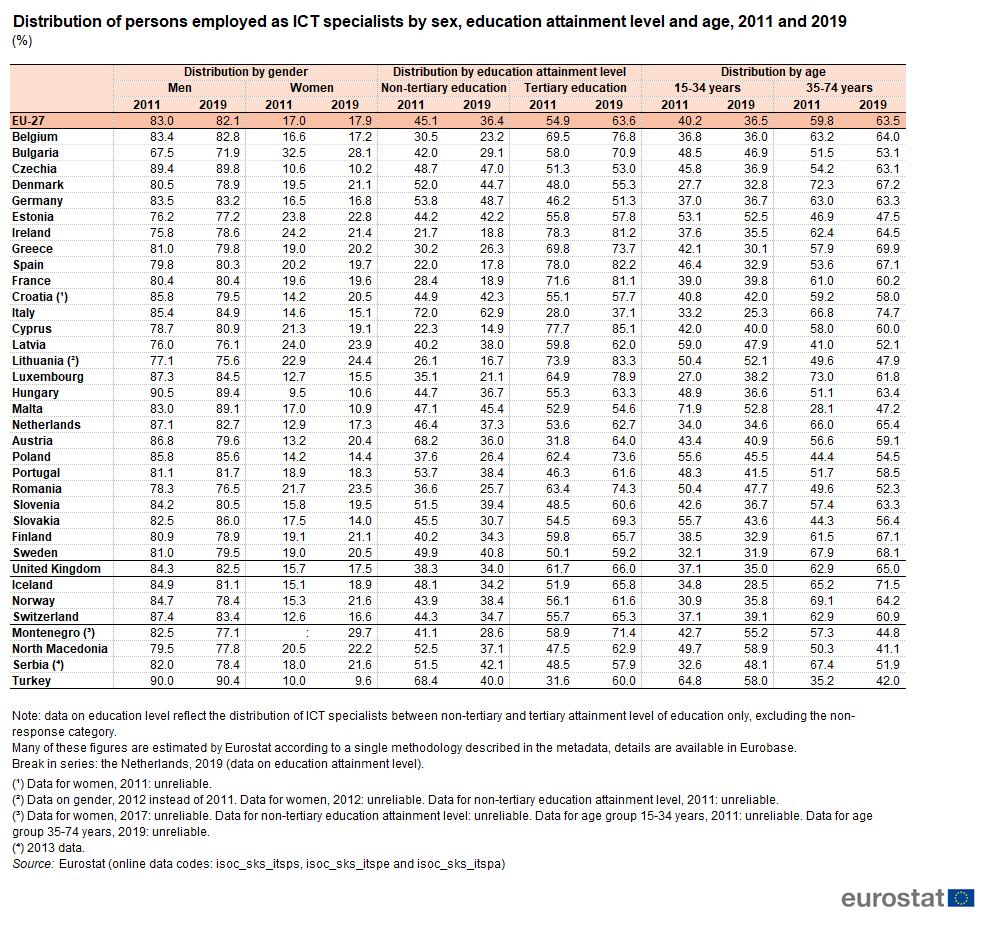 Distribution of persons employed as ICT specialists by sex, education attainment level and age, 2011 and 2019
(%)
Distribution by gender Distribution by education attainment level Distribution by age
Men Women Non-tertiary education Tertiary education 15-34 years 35-74 years
2011 2019 2011 2019 2011 2019 2011 2019 2011 2019 2011 2019
EU-27 83.0 82.1 17.0 17.9 45.1 36.4 54.9 63.6 40.2 36.5 59.8 63.5
Belgium 83.4 82.8 16.6 17.2 30.5 23.2 69.5 76.8 36.8 36.0 63.2 64.0
Bulgaria 67.5 71.9 32.5 28.1 42.0 29.1 58.0 70.9 48.5 46.9 51.5 53.1
Czechia 89.4 89.8 10.6 10.2 48.7 47.0 51.3 53.0 45.8 36.9 54.2 63.1
Denmark 80.5 78.9 19.5 21.1 52.0 44.7 48.0 55.3 27.7 32.8 72.3 67.2
Germany 83.5 83.2 16.5 16.8 53.8 48.7 46.2 51.3 37.0 36.7 63.0 63.3
Estonia 76.2 77.2 23.8 22.8 44.2 42.2 55.8 57.8 53.1 52.5 46.9 47.5
Ireland 75.8 78.6 24.2 21.4 21.7 18.8 78.3 81.2 37.6 35.5 62.4 64.5
Greece 81.0 79.8 19.0 20.2 30.2 26.3 69.8 73.7 42.1 30.1 57.9 69.9
Spain 79.8 80.3 20.2 19.7 22.0 17.8 78.0 82.2 46.4 32.9 53.6 67.1
France 80.4 80.4 19.6 19.6 28.4 18.9 71.6 81.1 39.0 39.8 61.0 60.2
Croatia (¹) 85.8 79.5 14.2 20.5 44.9 42.3 55.1 57.7 40.8 42.0 59.2 58.0
Italy 85.4 84.9 14.6 15.1 72.0 62.9 28.0 37.1 33.2 25.3 66.8 74.7
Cyprus 78.7 80.9 21.3 19.1 22.3 14.9 77.7 85.1 42.0 40.0 58.0 60.0
Latvia 76.0 76.1 24.0 23.9 40.2 38.0 59.8 62.0 59.0 47.9 41.0 52.1
Lithuania (²) 77.1 75.6 22.9 24.4 26.1 16.7 73.9 83.3 50.4 52.1 49.6 47.9
Luxembourg 87.3 84.5 12.7 15.5 35.1 21.1 64.9 78.9 27.0 38.2 73.0 61.8
Hungary 90.5 89.4 9.5 10.6 44.7 36.7 55.3 63.3 48.9 36.6 51.1 63.4
Malta 83.0 89.1 17.0 10.9 47.1 45.4 52.9 54.6 71.9 52.8 28.1 47.2
Netherlands 87.1 82.7 12.9 17.3 46.4 37.3 53.6 62.7 34.0 34.6 66.0 65.4
Austria 86.8 79.6 13.2 20.4 68.2 36.0 31.8 64.0 43.4 40.9 56.6 59.1
Poland 85.8 85.6 14.2 14.4 37.6 26.4 62.4 73.6 55.6 45.5 44.4 54.5
Portugal 81.1 81.7 18.9 18.3 53.7 38.4 46.3 61.6 48.3 41.5 51.7 58.5
Romania 78.3 76.5 21.7 23.5 36.6 25.7 63.4 74.3 50.4 47.7 49.6 52.3
Slovenia 84.2 80.5 15.8 19.5 51.5 39.4 48.5 60.6 42.6 36.7 57.4 63.3
Slovakia 82.5 86.0 17.5 14.0 45.5 30.7 54.5 69.3 55.7 43.6 44.3 56.4
Finland 80.9 78.9 19.1 21.1 40.2 34.3 59.8 65.7 38.5 32.9 61.5 67.1
Sweden 81.0 79.5 19.0 20.5 49.9 40.8 50.1 59.2 32.1 31.9 67.9 68.1
United Kingdom 84.3 82.5 15.7 17.5 38.3 34.0 61.7 66.0 37.1 35.0 62.9 65.0
Iceland 84.9 81.1 15.1 18.9 48.1 34.2 51.9 65.8 34.8 28.5 65.2 71.5
Norway 84.7 78.4 15.3 21.6 43.9 38.4 56.1 61.6 30.9 35.8 69.1 64.2
Switzerland 87.4 83.4 12.6 16.6 44.3 34.7 55.7 65.3 37.1 39.1 62.9 60.9
Montenegro (³) 82.5 77.1 : 29.7 41.1 28.6 58.9 71.4 42.7 55.2 57.3 44.8
North Macedonia 79.5 77.8 20.5 22.2 52.5 37.1 47.5 62.9 49.7 58.9 50.3 41.1
Serbia (⁴) 82.0 78.4 18.0 21.6 51.5 42.1 48.5 57.9 32.6 48.1 67.4 51.9
Turkey 90.0 90.4 10.0 9.6 68.4 40.0 31.6 60.0 64.8 58.0 35.2 42.0
Note: data on education level reflect the distribution of ICT specialists between non-tertiary and tertiary attainment level of education only, excluding the non-
response category.
Many of these figures are estimated by Eurostat according to a single methodology described in the metadata, details are available in Eurobase.
Break in series: the Netherlands, 2019 (data on education attainment level).
(¹) Data for women, 2011: unreliable.
(²) Data on gender, 2012 instead of 2011. Data for women, 2012: unreliable. Data for non-tertiary education attainment level, 2011: unreliable.
(³) Data for women, 2017: unreliable. Data for non-tertiary education attainment level: unreliable. Data for age group 15-34 years, 2011: unreliable. Data for age
group 35-74 years, 2019: unreliable.
(⁴) 2013 data.
Source: Eurostat (online data codes: isoc_sks_itsps, isoc_sks_itspe and isoc_sks_itspa)
eurostat